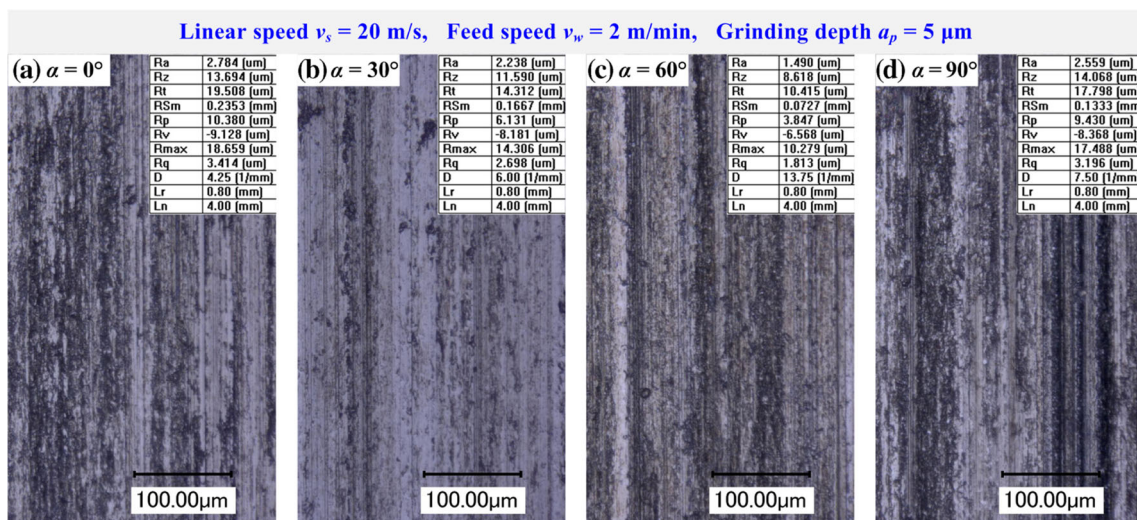 Linear speed vs = 20 m/s, Feed speed vw = 2 m/min, Grinding depth ap = 5 μm
(a) α = 0°
Ra 2.784 (um)
Rz 13.694 (um)
Rt 19.508 (um)
RSm 0.2353 (mm)
Rp 10.380 (um)
Rv -9.128 (um)
Rmax 18.659 (um)
Rq 3.414 (um)
D 4.25 (1/mm)
Lr 0.80 (mm)
Ln 4.00 (mm)
100.00μm
(b) α = 30°
Ra 2.238 (um)
Rz 11.590 (um)
Rt 14.312 (um)
RSm 0.1667 (mm)
Rp 6.131 (um)
Rv -8.181 (um)
Rmax 14.306 (um)
Rq 2.698 (um)
D 6.00 (1/mm)
Lr 0.80 (mm)
Ln 4.00 (mm)
100.00μm
(c) α = 60°
Ra 1.490 (um)
Rz 8.618 (um)
Rt 10.415 (um)
RSm 0.0727 (mm)
Rp 3.847 (um)
Rv -6.568 (um)
Rmax 10.279 (um)
Rq 1.813 (um)
D 13.75 (1/mm)
Lr 0.80 (mm)
Ln 4.00 (mm)
100.00μm
(d) α = 90°
Ra 2.559 (um)
Rz 14.068 (um)
Rt 17.798 (um)
RSm 0.1333 (mm)
Rp 9.430 (um)
Rv -8.368 (um)
Rmax 17.488 (um)
Rq 3.196 (um)
D 7.50 (1/mm)
Lr 0.80 (mm)
Ln 4.00 (mm)
100.00μm